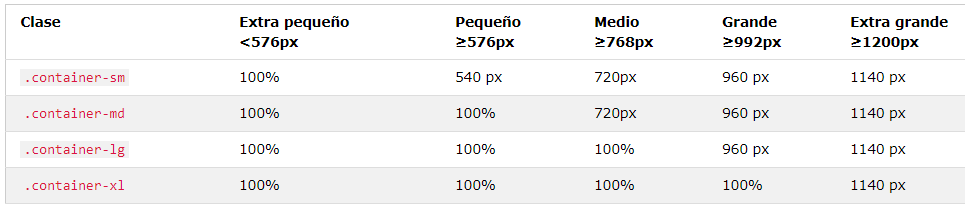 Clase Extra pequeño Pequeño Medio Grande Extra grande
<576px ≥576px ≥768px ≥992px ≥1200px
.container-sm 100% 540 px 720px 960 px 1140 px
.container-md 100% 100% 720px 960 px 1140 px
.container-lg 100% 100% 100% 960 px 1140 px
.container-xl 100% 100% 100% 100% 1140 px